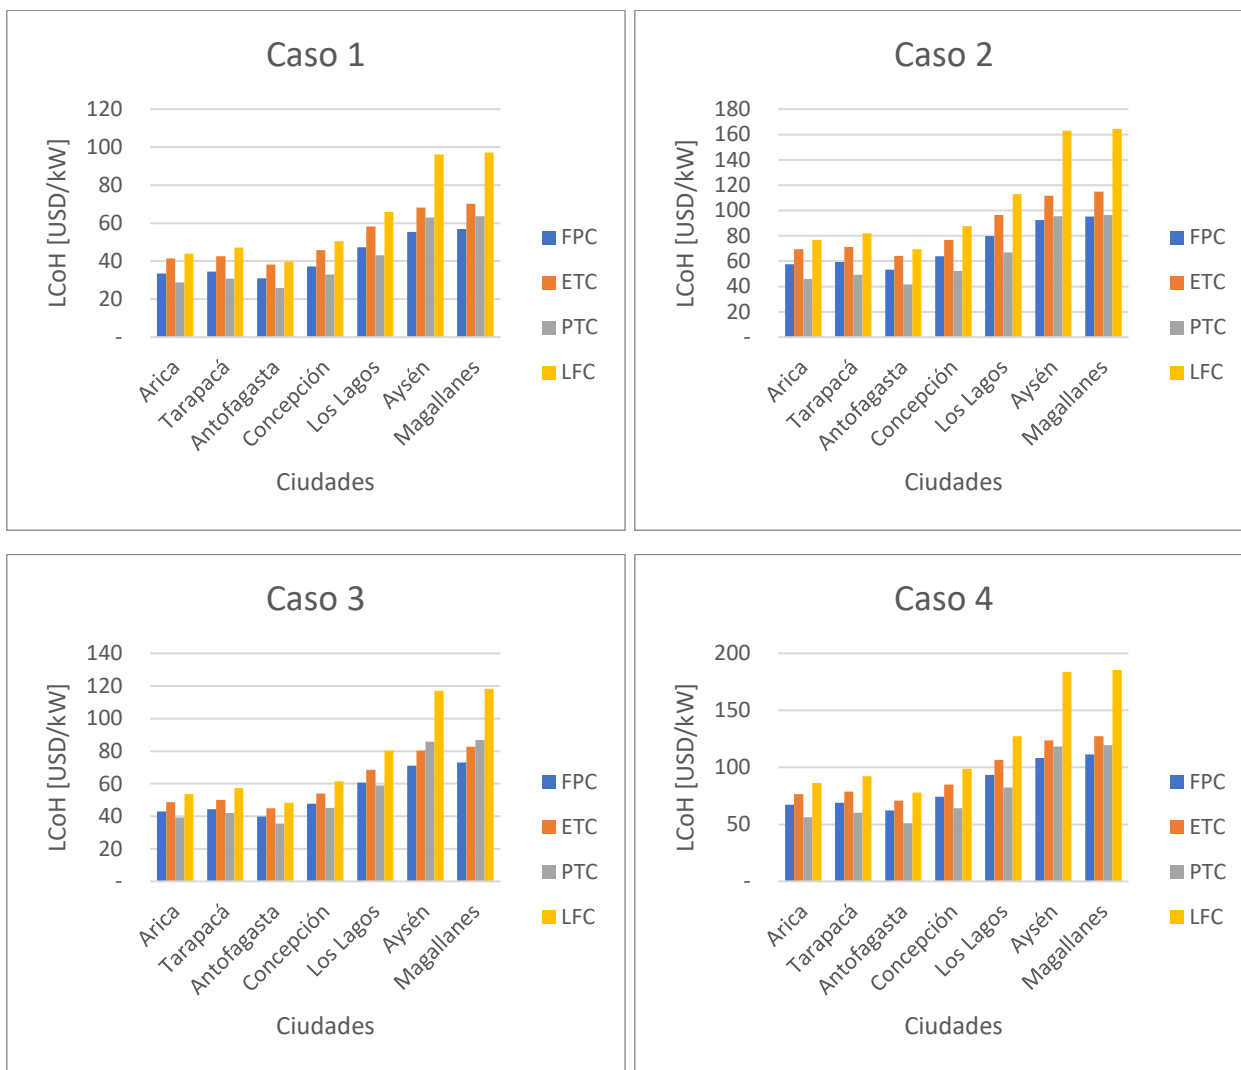 Caso 1
LCoH [USD/kW]
120
100
80
60
40
20
-
Arica
Tarapacá
Antofagasta
Concepción
Los Lagos
Aysén
Magallanes
Ciudades
FPC
ETC
PTC
LFC
Caso 2
LCoH [USD/kW]
180
160
140
120
100
80
60
40
20
-
Arica
Tarapacá
Antofagasta
Concepción
Los Lagos
Aysén
Magallanes
Ciudades
FPC
ETC
PTC
LFC
Caso 3
LCoH [USD/kW]
140
120
100
80
60
40
20
-
Arica
Tarapacá
Antofagasta
Concepción
Los Lagos
Aysén
Magallanes
Ciudades
FPC
ETC
PTC
LFC
Caso 4
LCoH [USD/kW]
200
150
100
50
-
Arica
Tarapacá
Antofagasta
Concepción
Los Lagos
Aysén
Magallanes
Ciudades
FPC
ETC
PTC
LFC